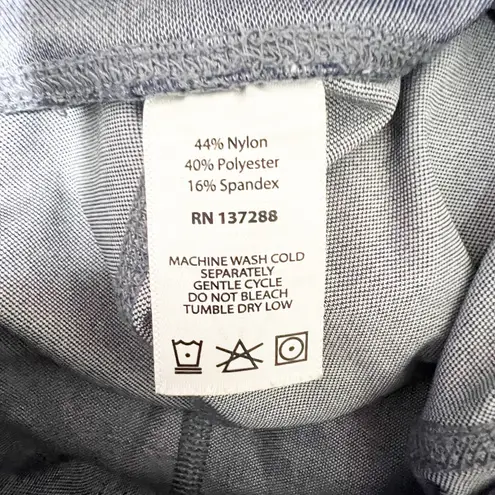 44% Nylon
40% Polyester
16% Spandex
RN 137288
MACHINE WASH COLD
SEPARATELY
GENTLE CYCLE
DO NOT BLEACH
TUMBLE DRY LOW